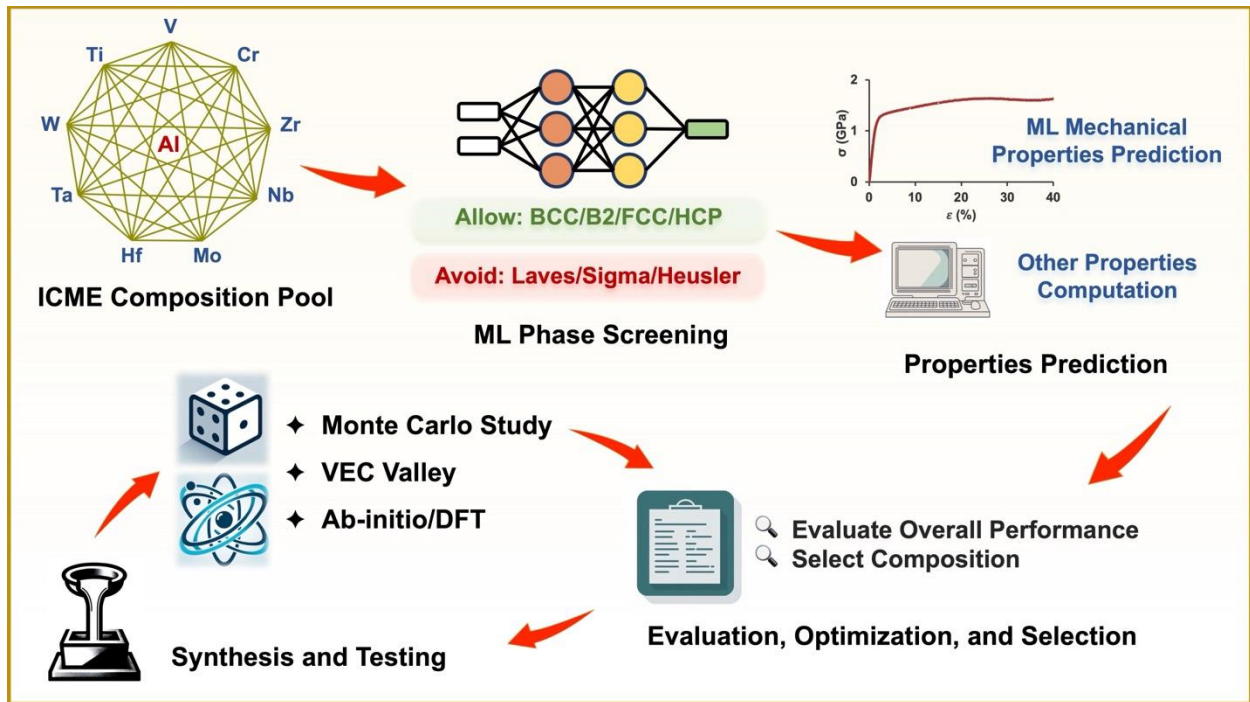 V
Ti
Cr
W
Al
Zr
Ta
Nb
Hf
Mo
ICME Composition Pool
Allow: BCC/B2/FCC/HCP
Avoid: Laves/Sigma/Heusler
ML Phase Screening
2
1
0
σ (GPa)
0
10
20
30
40
ε (%)
ML Mechanical
Properties Prediction
Other Properties
Computation
Properties Prediction
✦ Monte Carlo Study
✦ VEC Valley
✦ Ab-initio/DFT
Evaluate Overall Performance
Select Composition
Evaluation, Optimization, and Selection
Synthesis and Testing